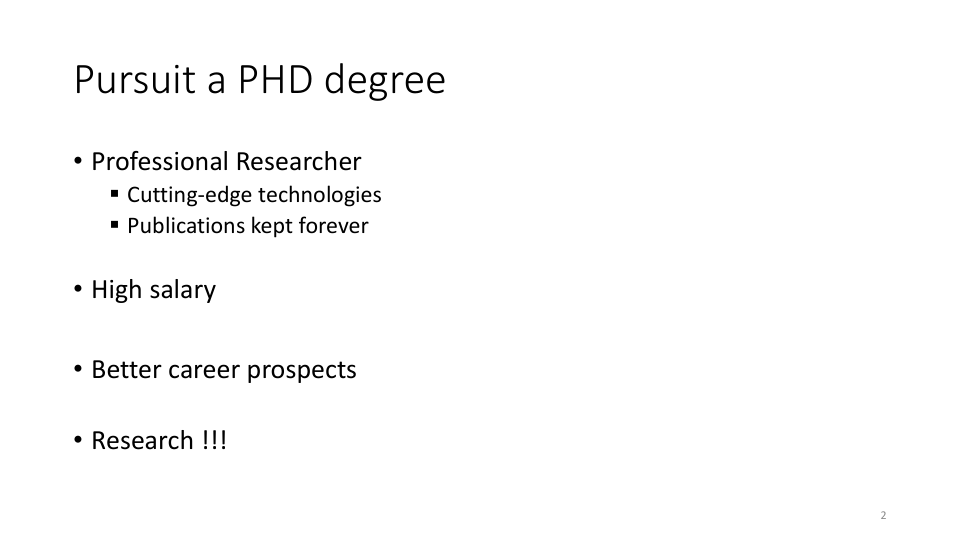 Pursuit a PHD degree
• Professional Researcher
▪ Cutting-edge technologies
▪ Publications kept forever
• High salary
• Better career prospects
• Research !!!
2